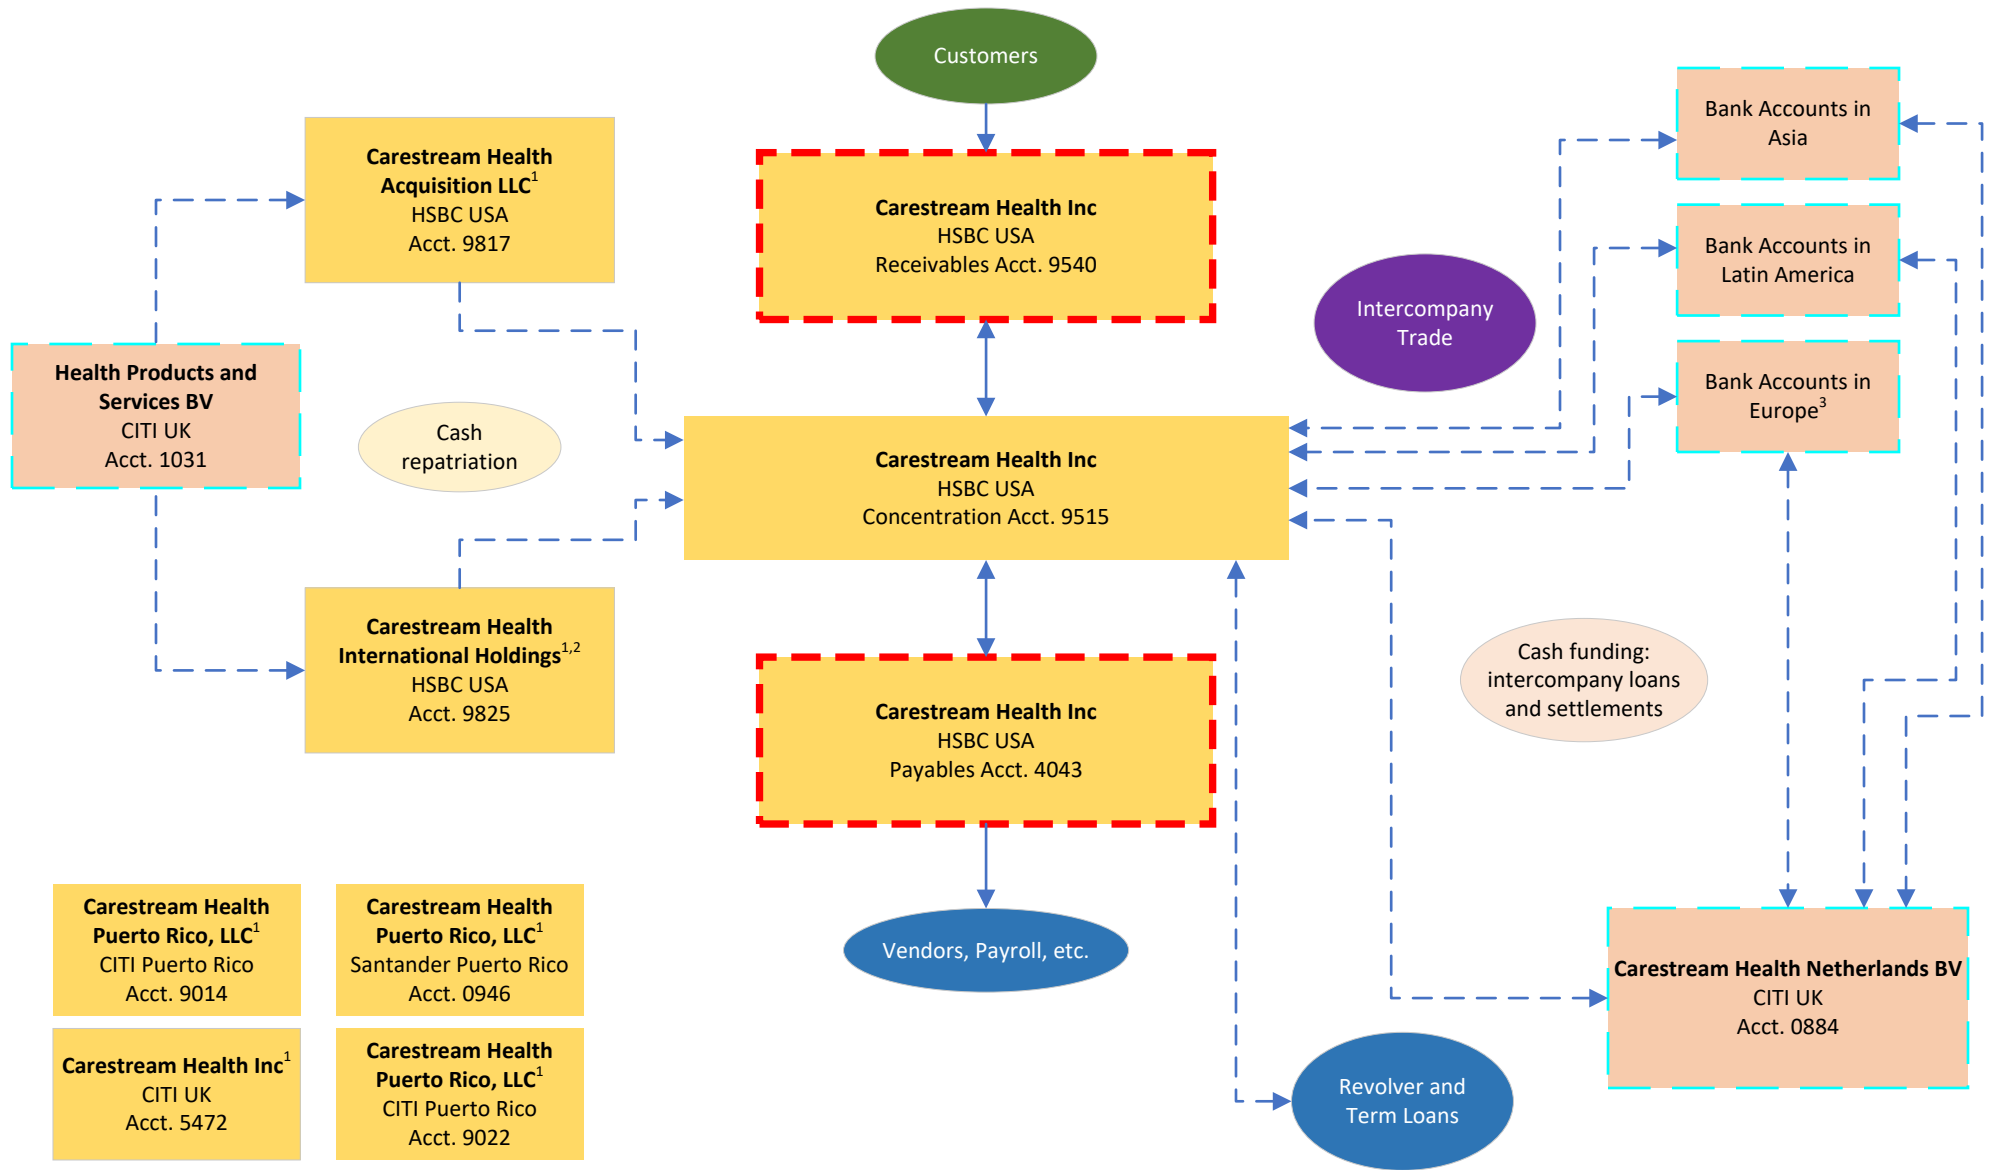 Customers
Carestream Health
Acquisition LLC1
HSBC USA
Acct. 9817
Carestream Health Inc
HSBC USA
Receivables Acct. 9540
Bank Accounts in
Asia
Bank Accounts in
Latin America
Intercompany
Trade
Bank Accounts in
Europe3
Health Products and
Services BV
CITI UK
Acct. 1031
Cash
repatriation
Carestream Health Inc
HSBC USA
Concentration Acct. 9515
Carestream Health
International Holdings1,2
HSBC USA
Acct. 9825
Carestream Health Inc
HSBC USA
Payables Acct. 4043
Cash funding:
intercompany loans
and settlements
Carestream Health
Puerto Rico, LLC1
CITI Puerto Rico
Acct. 9014
Carestream Health
Puerto Rico, LLC1
Santander Puerto Rico
Acct. 0946
Vendors, Payroll, etc.
Carestream Health Netherlands BV
CITI UK
Acct. 0884
Carestream Health Inc1
CITI UK
Acct. 5472
Carestream Health
Puerto Rico, LLC1
CITI Puerto Rico
Acct. 9022
Revolver and
Term Loans